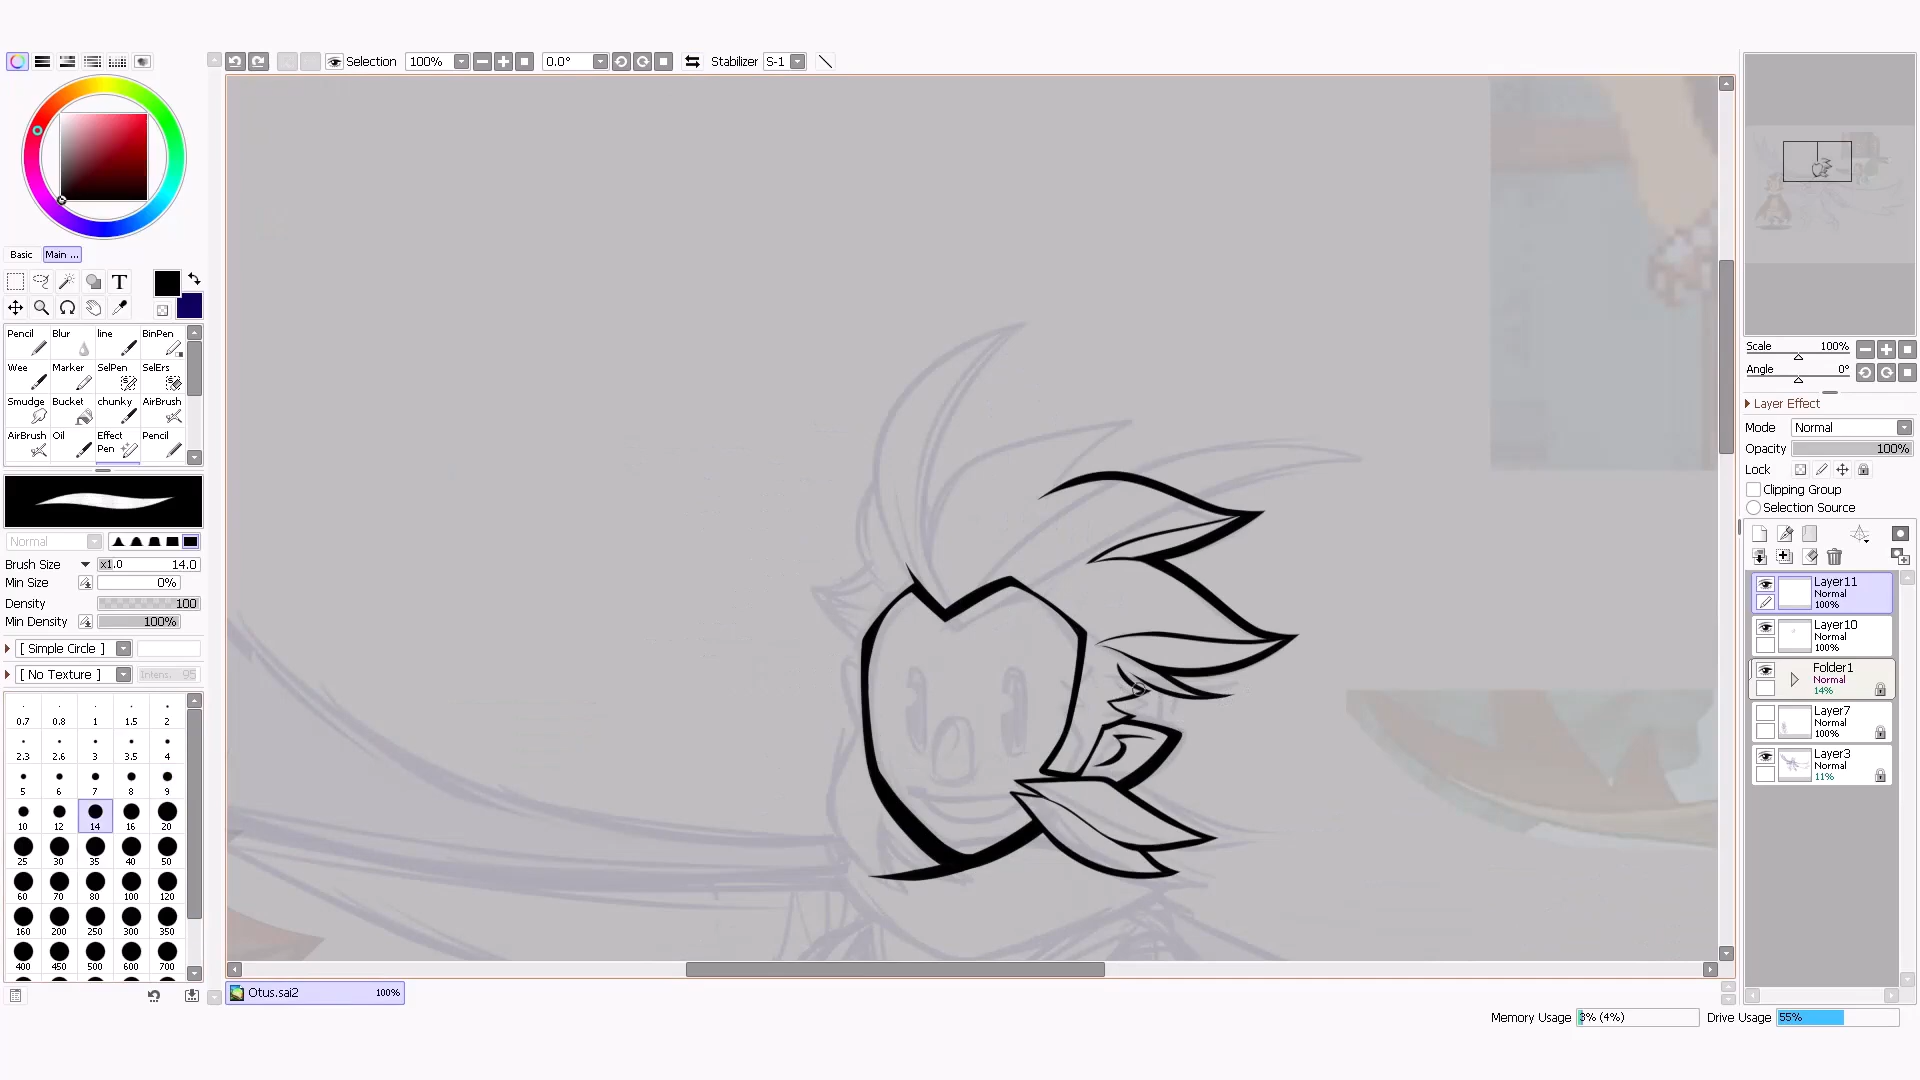 Selection 100% 0.0° Stabilizer S-1
Basic Main ...
T
Pencil Blur line BinPen
Wee Marker SelPen SelErs
Smudge Bucket chunky AirBrush
AirBrush Oil Effect Pen Pencil
Normal
Brush Size x1.0 14.0
Min Size 0%
Density 100
Min Density 100%
[ Simple Circle ]
[ No Texture ] Intens. 95
0.7 0.8 1 1.5 2
2.3 2.6 3 3.5 4
5 6 7 8 9
10 12 14 16 20
25 30 35 40 50
60 70 80 100 120
160 200 250 300 350
400 450 500 600 700
Otus.sai2 100%
Scale 100%
Angle 0°
Layer Effect
Mode Normal
Opacity 100%
Lock
Clipping Group
Selection Source
Layer11
Normal
100%
Layer10
Normal
100%
Folder1
Normal
14%
Layer7
Normal
100%
Layer3
Normal
11%
Memory Usage 3% (4%) Drive Usage 55%